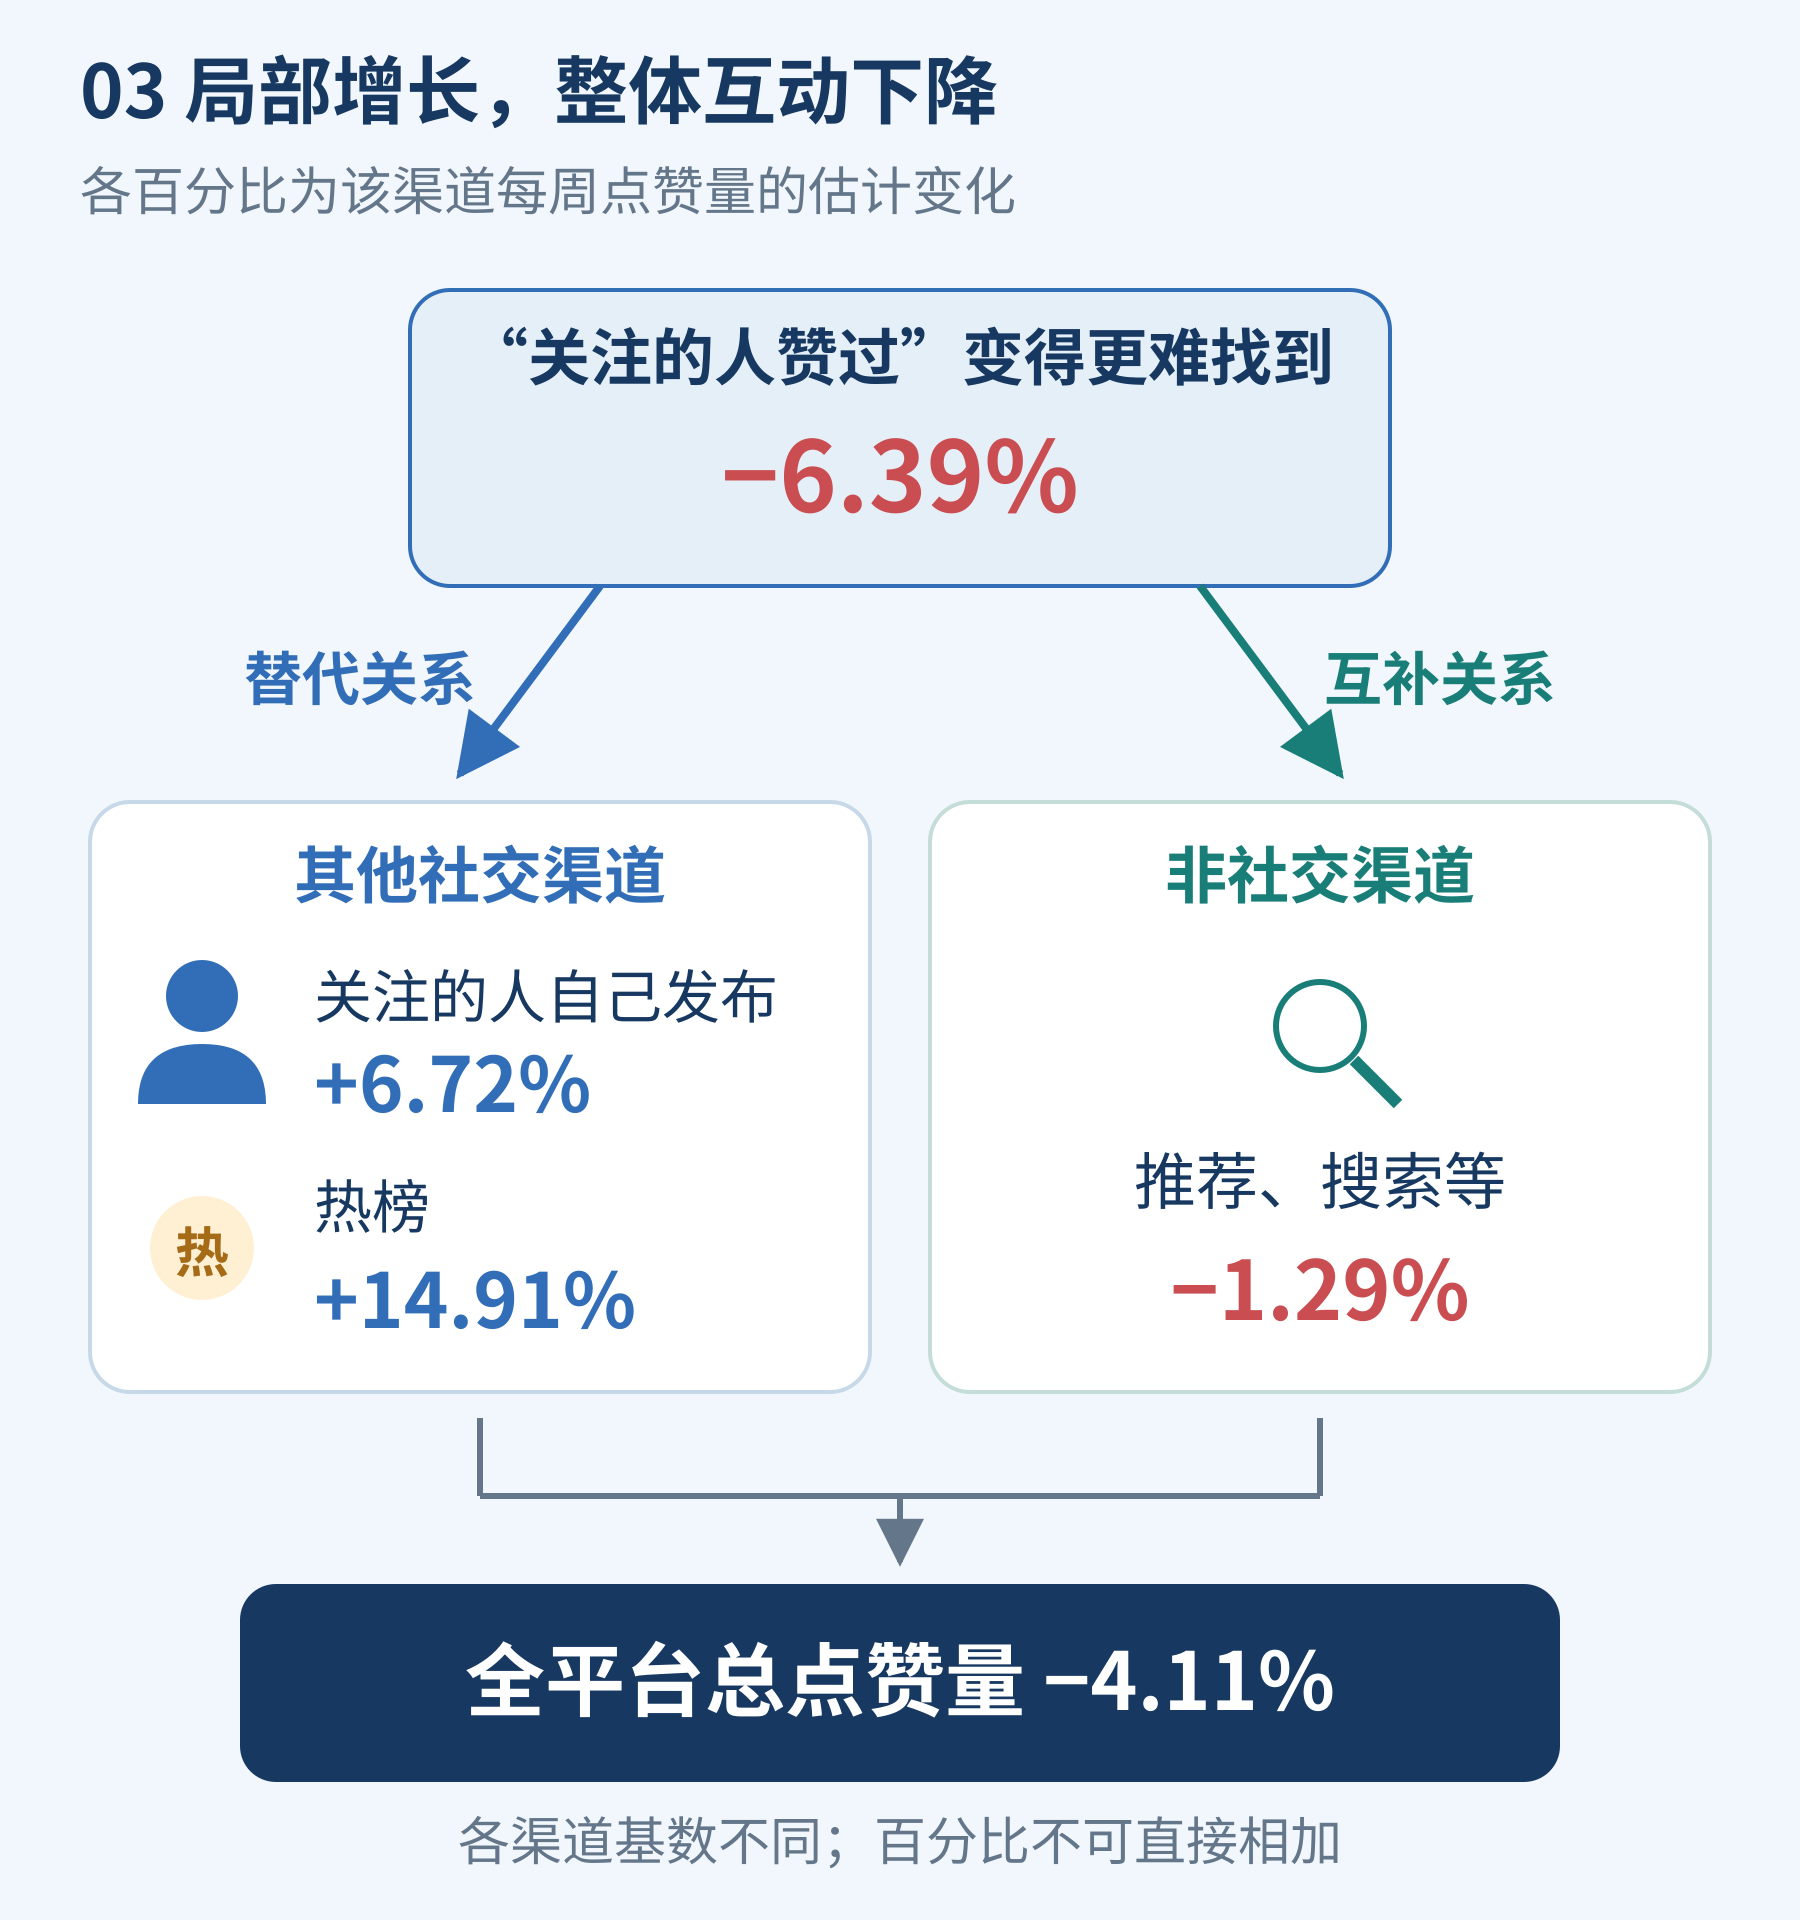 03 局部增长，整体互动下降
各百分比为该渠道每周点赞量的估计变化
“关注的人赞过”变得更难找到
−6.39%
替代关系
互补关系
其他社交渠道
关注的人自己发布
+6.72%
热
热榜
+14.91%
非社交渠道
推荐、搜索等
−1.29%
全平台总点赞量 −4.11%
各渠道基数不同；百分比不可直接相加